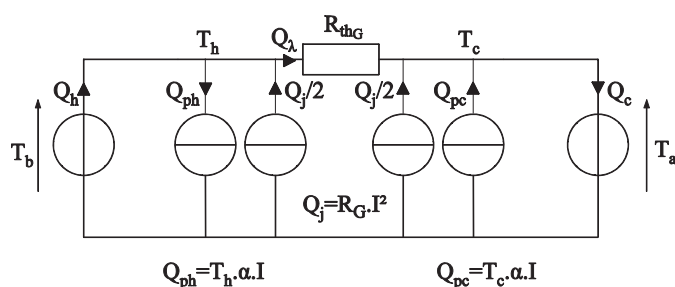 R_thG
T_h Q_λ T_c
Q_h Q_ph Q_j/2 Q_j/2 Q_pc Q_c
T_b T_a
Q_j=R_G.I²
Q_ph=T_h.α.I Q_pc=T_c.α.I